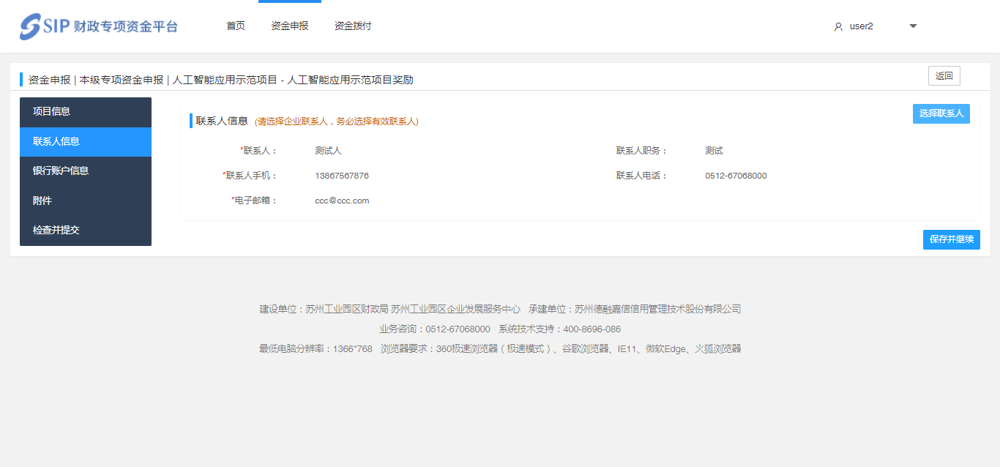 SIP 财政专项资金平台 首页 资金申报 资金拨付 user2
资金申报 | 本级专项资金申报 | 人工智能应用示范项目 - 人工智能应用示范项目奖励 返回
项目信息
联系人信息
银行账户信息
附件
检查并提交
联系人信息 (请选择企业联系人，务必选择有效联系人) 选择联系人
*联系人： 测试人 联系人职务： 测试
*联系人手机： 13867567876 联系人电话： 0512-67068000
*电子邮箱： ccc@ccc.com
保存并继续
建设单位：苏州工业园区财政局 苏州工业园区企业发展服务中心 承建单位：苏州德融嘉信信用管理技术股份有限公司
业务咨询：0512-67068000 系统技术支持：400-8696-086
最低电脑分辨率：1366*768 浏览器要求：360极速浏览器（极速模式）、谷歌浏览器、IE11、微软Edge、火狐浏览器